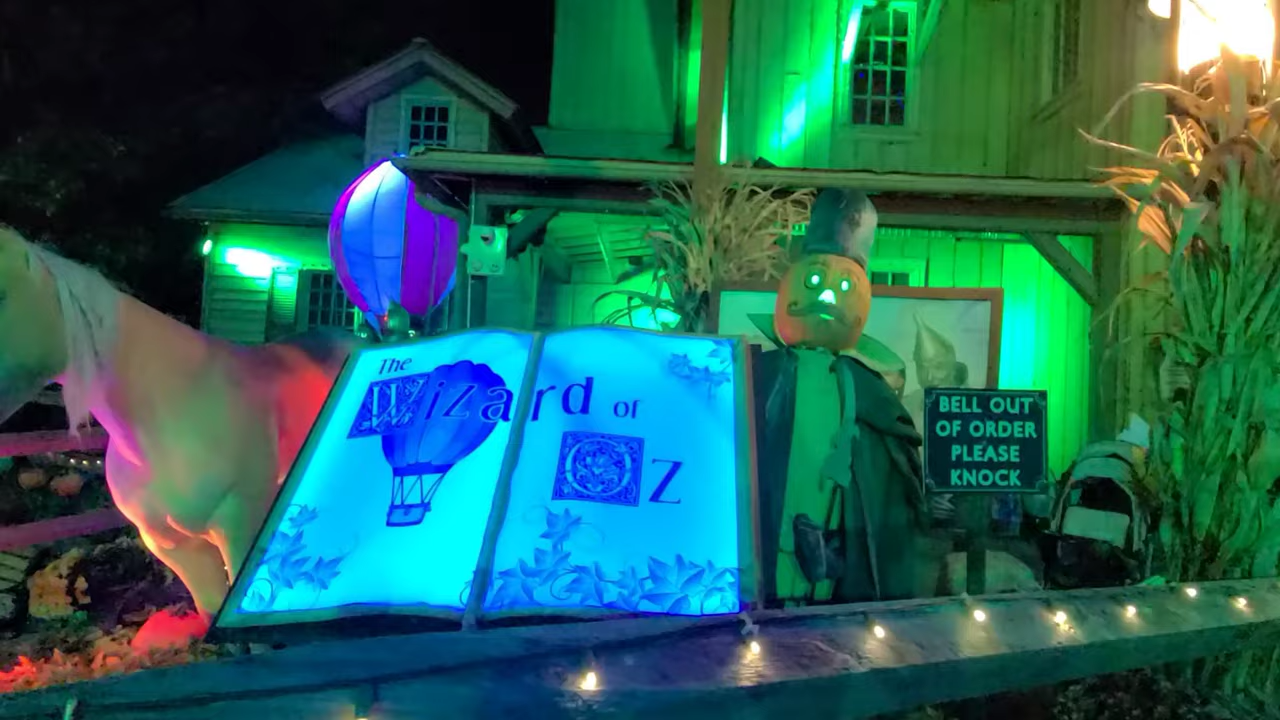 The
Wizard of
OZ
BELL OUT
OF ORDER
PLEASE
KNOCK